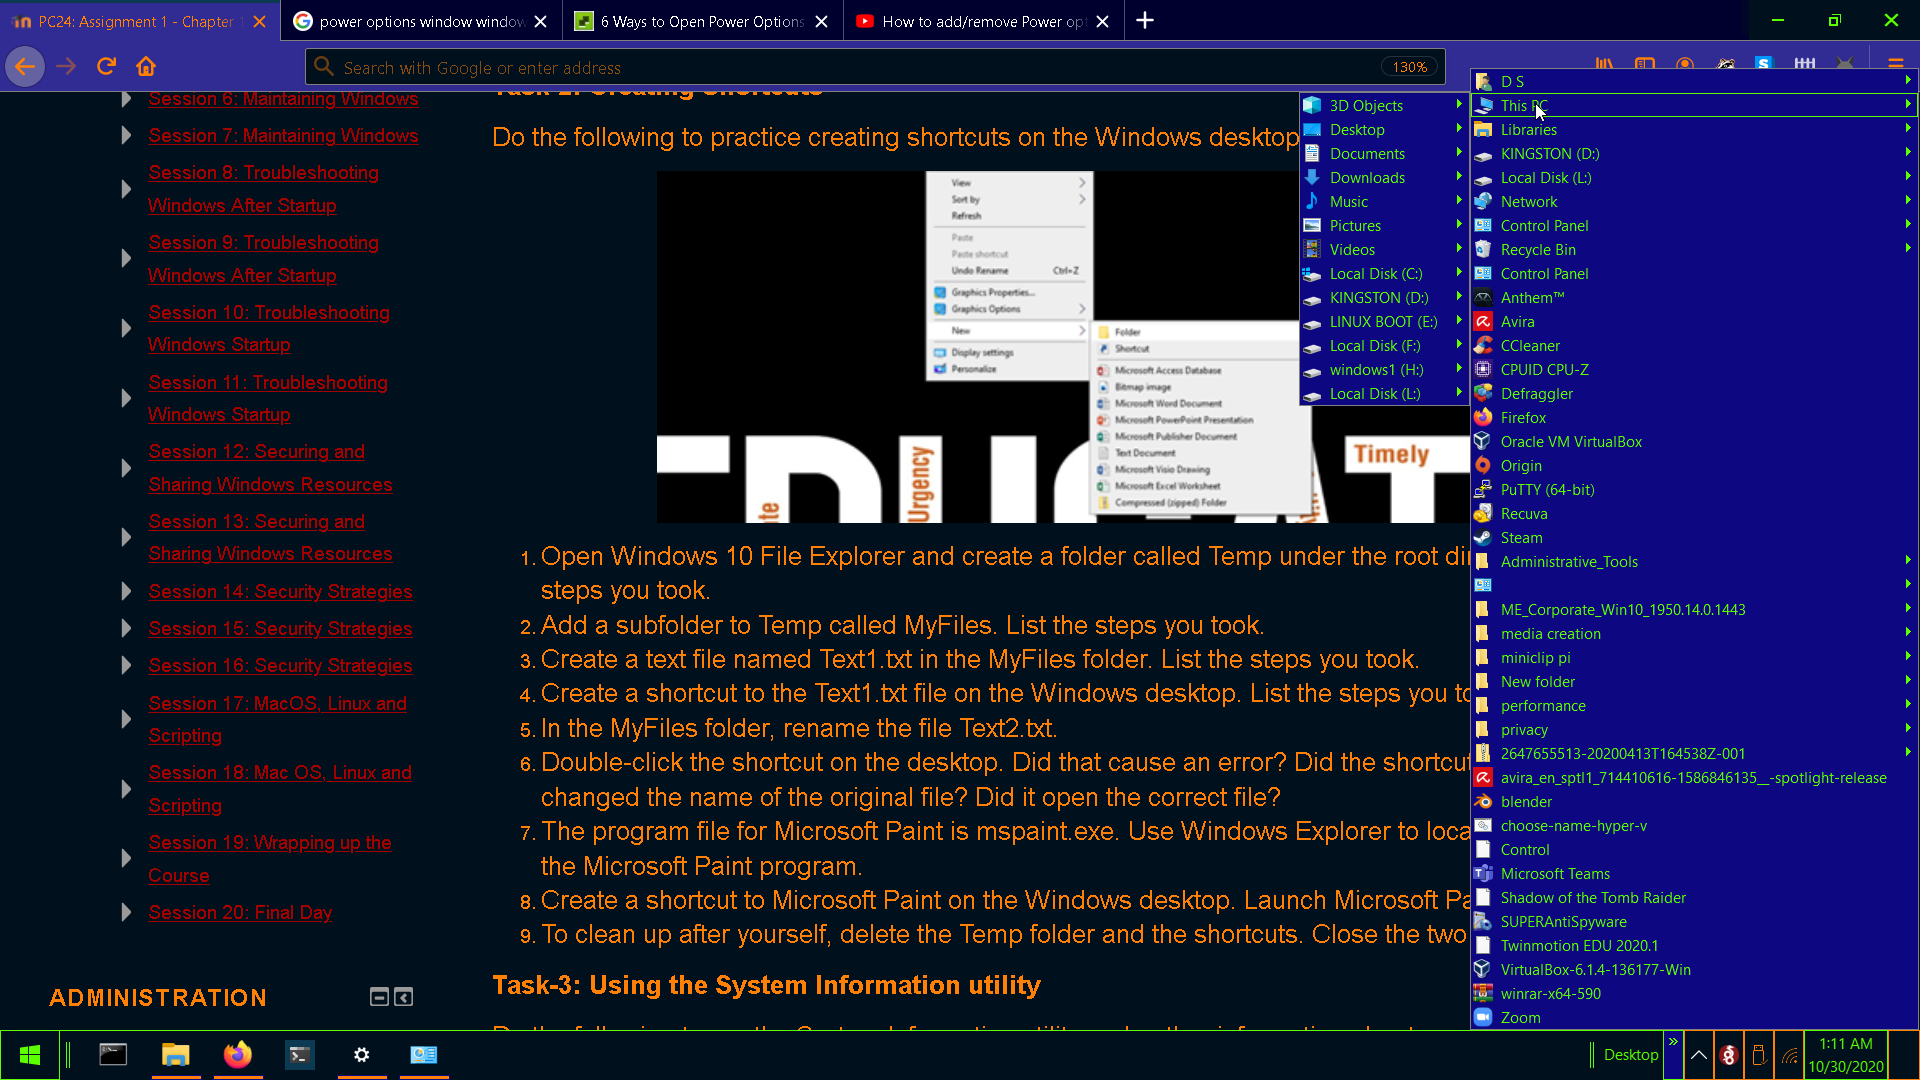 PC24: Assignment 1 - Chapter 1
power options window window
6 Ways to Open Power Options
How to add/remove Power opt
Search with Google or enter address
130%
Session 6: Maintaining Windows
Session 7: Maintaining Windows
Session 8: Troubleshooting
Windows After Startup
Session 9: Troubleshooting
Windows After Startup
Session 10: Troubleshooting
Windows Startup
Session 11: Troubleshooting
Windows Startup
Session 12: Securing and
Sharing Windows Resources
Session 13: Securing and
Sharing Windows Resources
Session 14: Security Strategies
Session 15: Security Strategies
Session 16: Security Strategies
Session 17: MacOS, Linux and
Scripting
Session 18: Mac OS, Linux and
Scripting
Session 19: Wrapping up the
Course
Session 20: Final Day
ADMINISTRATION
Task-2: Creating Shortcuts
Do the following to practice creating shortcuts on the Windows desktop
View
Sort by
Refresh
Paste
Paste shortcut
Undo Rename Ctrl+Z
Graphics Properties...
Graphics Options
New
Display settings
Personalize
Folder
Shortcut
Microsoft Access Database
Bitmap image
Microsoft Word Document
Microsoft PowerPoint Presentation
Microsoft Publisher Document
Text Document
Microsoft Visio Drawing
Microsoft Excel Worksheet
Compressed (zipped) Folder
Urgency
Timely
1. Open Windows 10 File Explorer and create a folder called Temp under the root dir
steps you took.
2. Add a subfolder to Temp called MyFiles. List the steps you took.
3. Create a text file named Text1.txt in the MyFiles folder. List the steps you took.
4. Create a shortcut to the Text1.txt file on the Windows desktop. List the steps you to
5. In the MyFiles folder, rename the file Text2.txt.
6. Double-click the shortcut on the desktop. Did that cause an error? Did the shortcut
changed the name of the original file? Did it open the correct file?
7. The program file for Microsoft Paint is mspaint.exe. Use Windows Explorer to loca
the Microsoft Paint program.
8. Create a shortcut to Microsoft Paint on the Windows desktop. Launch Microsoft Pa
9. To clean up after yourself, delete the Temp folder and the shortcuts. Close the two
Task-3: Using the System Information utility
3D Objects
Desktop
Documents
Downloads
Music
Pictures
Videos
Local Disk (C:)
KINGSTON (D:)
LINUX BOOT (E:)
Local Disk (F:)
windows1 (H:)
Local Disk (L:)
D S
This PC
Libraries
KINGSTON (D:)
Local Disk (L:)
Network
Control Panel
Recycle Bin
Control Panel
Anthem™
Avira
CCleaner
CPUID CPU-Z
Defraggler
Firefox
Oracle VM VirtualBox
Origin
PuTTY (64-bit)
Recuva
Steam
Administrative_Tools
ME_Corporate_Win10_1950.14.0.1443
media creation
miniclip pi
New folder
performance
privacy
2647655513-20200413T164538Z-001
avira_en_sptl1_714410616-1586846135__-spotlight-release
blender
choose-name-hyper-v
Control
Microsoft Teams
Shadow of the Tomb Raider
SUPERAntiSpyware
Twinmotion EDU 2020.1
VirtualBox-6.1.4-136177-Win
winrar-x64-590
Zoom
Desktop
1:11 AM
10/30/2020